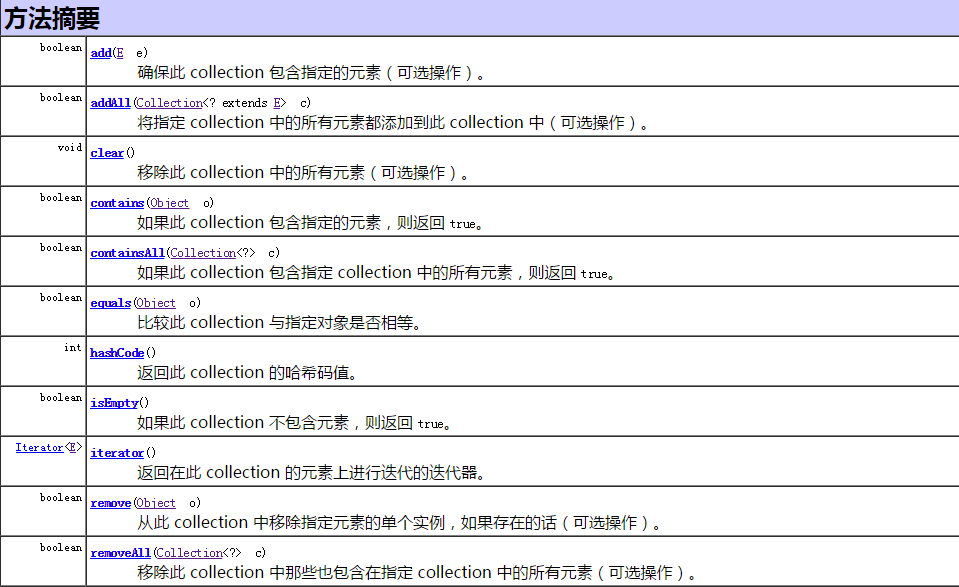 方法摘要
boolean add(E e)
确保此 collection 包含指定的元素（可选操作）。
boolean addAll(Collection<? extends E> c)
将指定 collection 中的所有元素都添加到此 collection 中（可选操作）。
void clear()
移除此 collection 中的所有元素（可选操作）。
boolean contains(Object o)
如果此 collection 包含指定的元素，则返回 true。
boolean containsAll(Collection<?> c)
如果此 collection 包含指定 collection 中的所有元素，则返回 true。
boolean equals(Object o)
比较此 collection 与指定对象是否相等。
int hashCode()
返回此 collection 的哈希码值。
boolean isEmpty()
如果此 collection 不包含元素，则返回 true。
Iterator<E> iterator()
返回在此 collection 的元素上进行迭代的迭代器。
boolean remove(Object o)
从此 collection 中移除指定元素的单个实例，如果存在的话（可选操作）。
boolean removeAll(Collection<?> c)
移除此 collection 中那些也包含在指定 collection 中的所有元素（可选操作）。